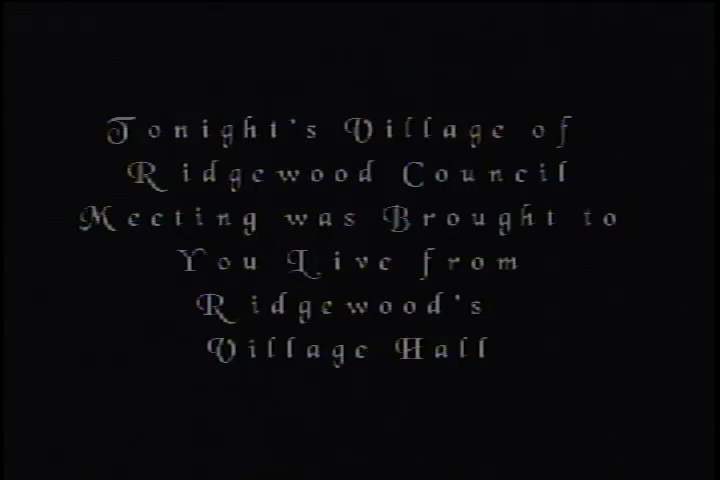 Tonight's Village of
Ridgewood Council
Meeting was Brought to
You Live from
Ridgewood's
Village Hall